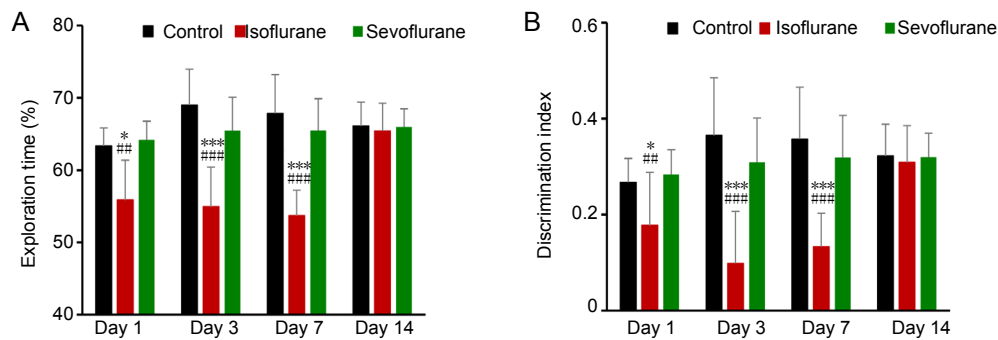 A
Control Isoflurane Sevoflurane
Exploration time (%)
80
70
60
50
40
*
##
***
###
***
###
Day 1 Day 3 Day 7 Day 14
B
Control Isoflurane Sevoflurane
Discrimination index
0.6
0.4
0.2
0
*
##
***
###
***
###
Day 1 Day 3 Day 7 Day 14